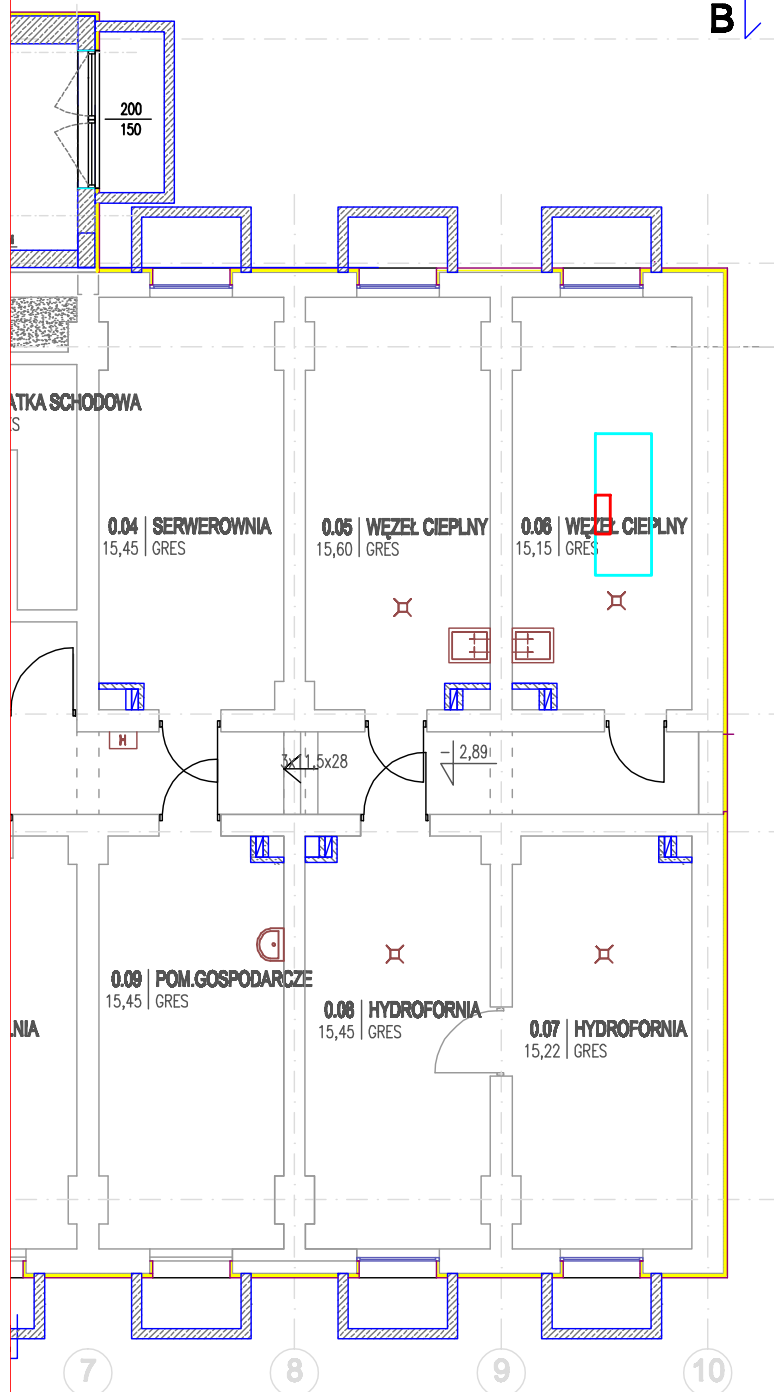 B
200
150
ATKA SCHODOWA
S
0.04 SERWEROWNIA
15,45 GRES
0.05 WĘZEŁ CIEPLNY
15,60 GRES
0.06 WĘZEŁ CIEPLNY
15,15 GRES
H
3x11,5x28
- 2,89
0.09 POM.GOSPODARCZE
15,45 GRES
0.08 HYDROFORNIA
15,45 GRES
0.07 HYDROFORNIA
15,22 GRES
LNIA
7
8
9
10